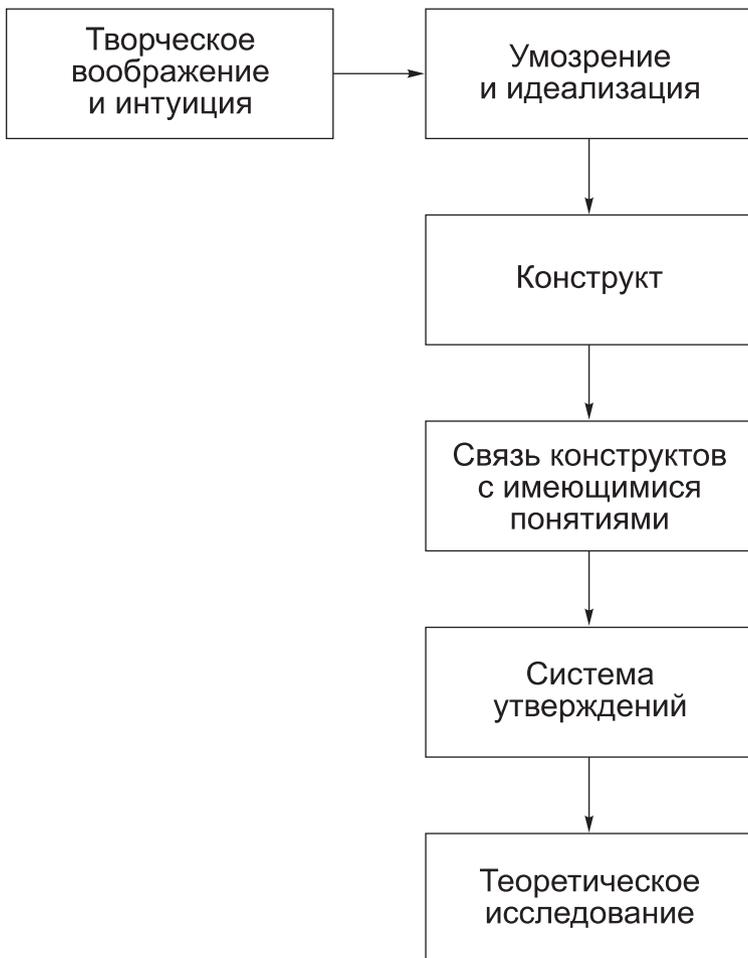 Творческое
воображение
и интуиция
Умозрение
и идеализация
Конструкт
Связь конструктов
с имеющимися
понятиями
Система
утверждений
Теоретическое
исследование